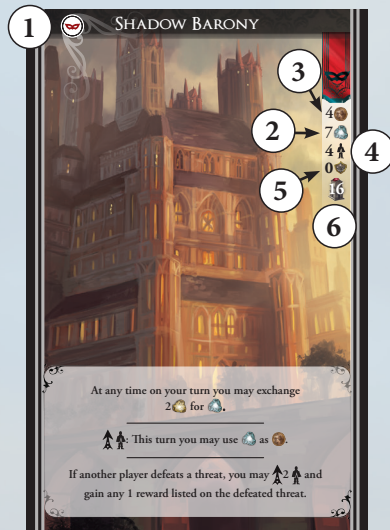 1
SHADOW BARONY
3
4
2
7
4
4
5
0
16
6
At any time on your turn you may exchange
2 for .
: This turn you may use as .
If another player defeats a threat, you may 2 and
gain any 1 reward listed on the defeated threat.